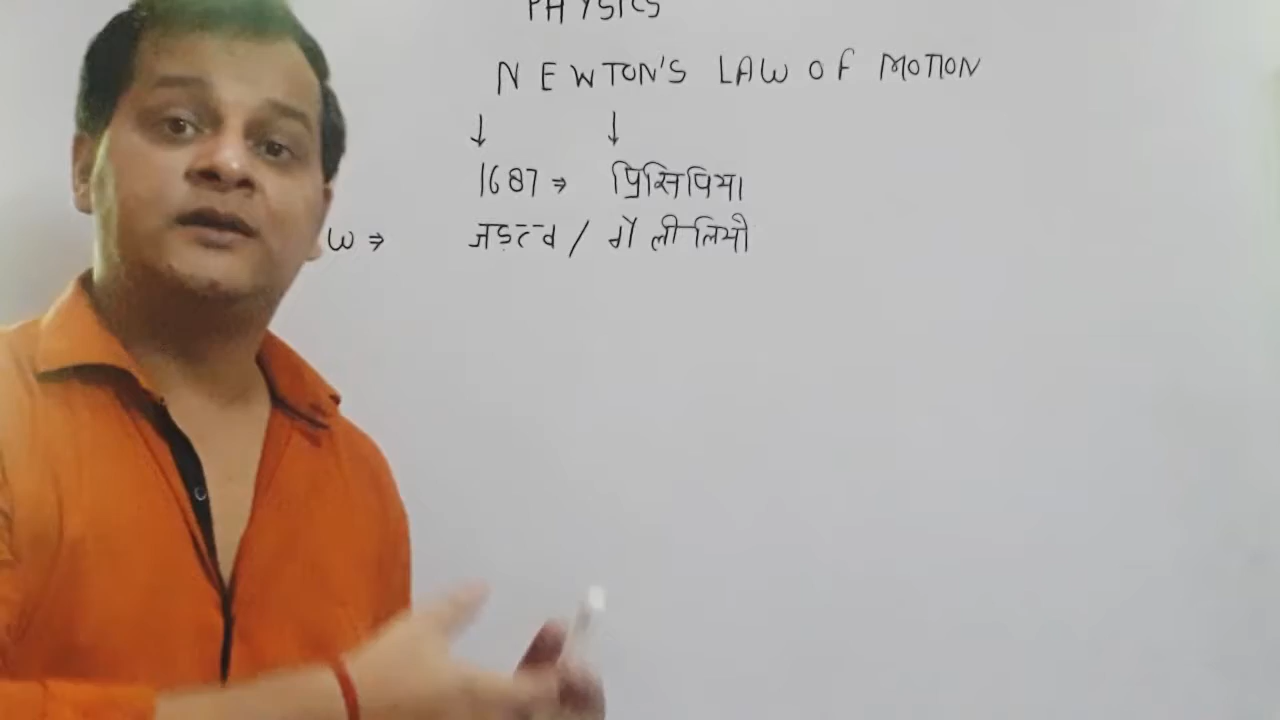 PHYSICS
NEWTON'S LAW OF MOTION
↓ ↓
1687 ⇒ प्रिंसिपिया
W ⇒ जड़त्व / गैलीलियौ